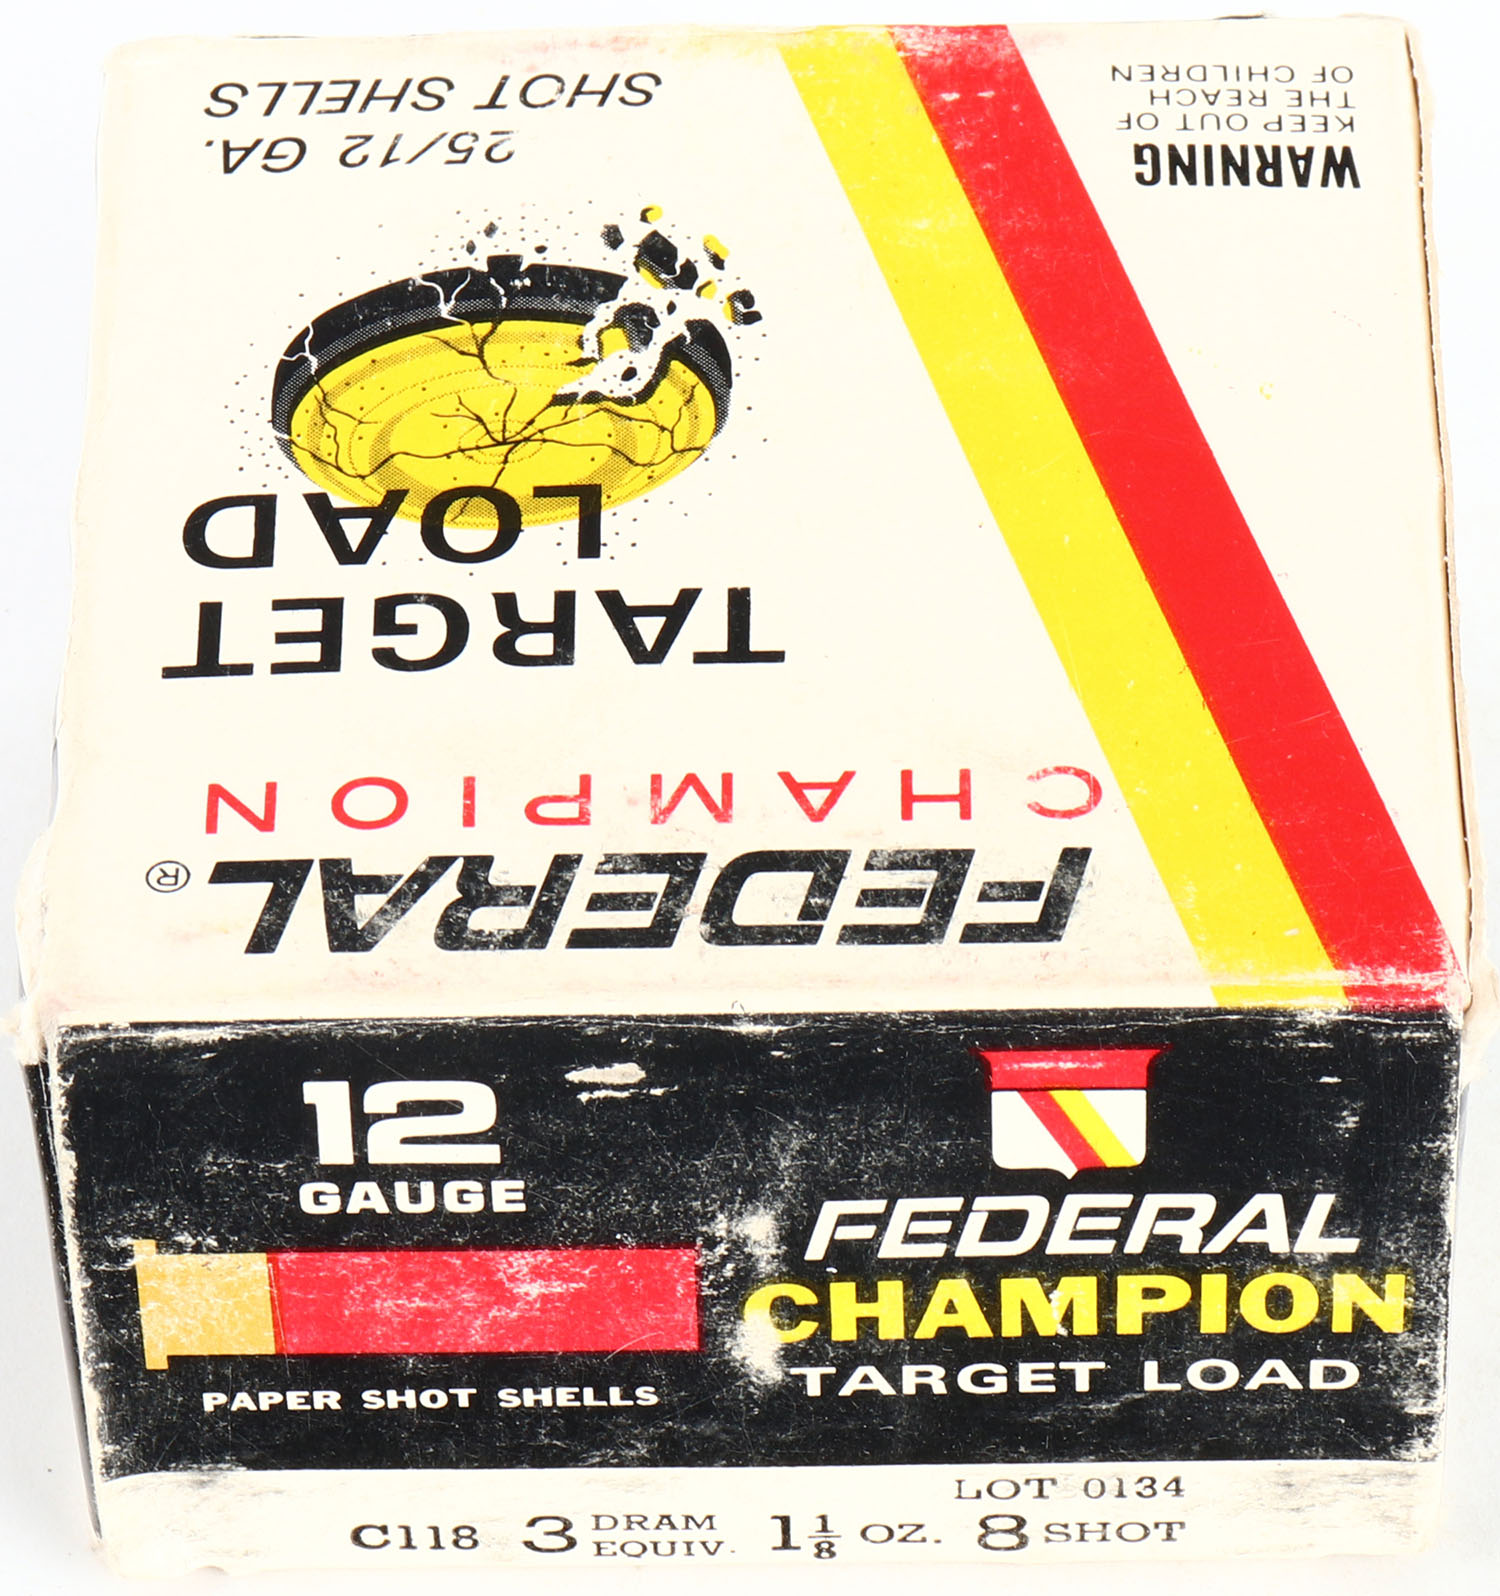 FEDERAL®
CHAMPION
TARGET
LOAD
25/12 GA.
SHOT SHELLS
WARNING
KEEP OUT OF
THE REACH
OF CHILDREN
12
GAUGE
PAPER SHOT SHELLS
FEDERAL
CHAMPION
TARGET LOAD
LOT 0134
C118 3 DRAM EQUIV. 1 1/8 OZ. 8 SHOT